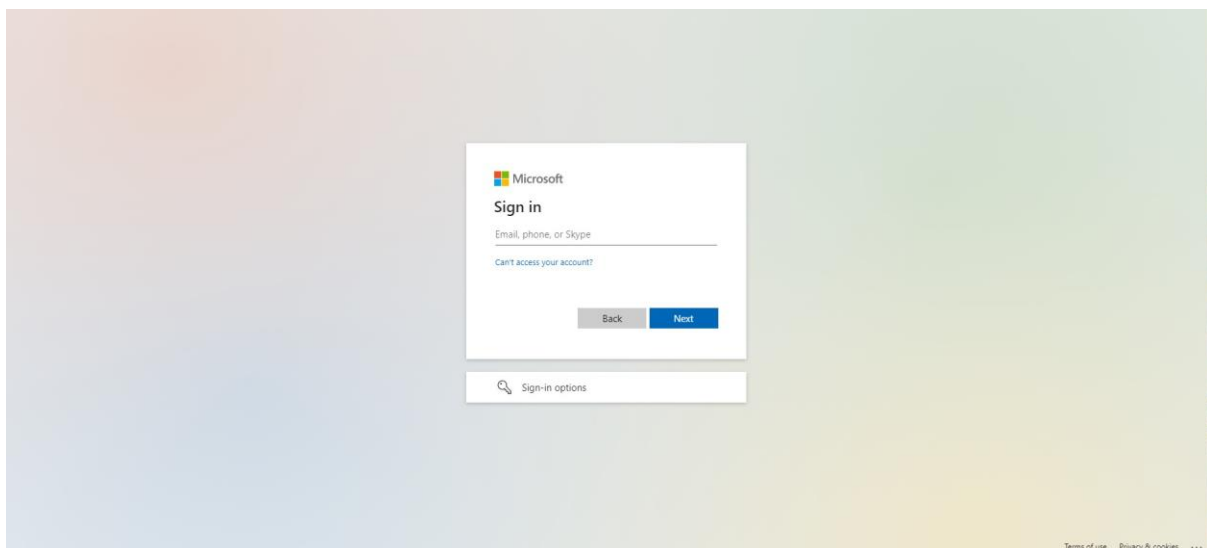 Microsoft
Sign in
Email, phone, or Skype
Can't access your account?
Back Next
Sign-in options
Terms of use Privacy & cookies ...